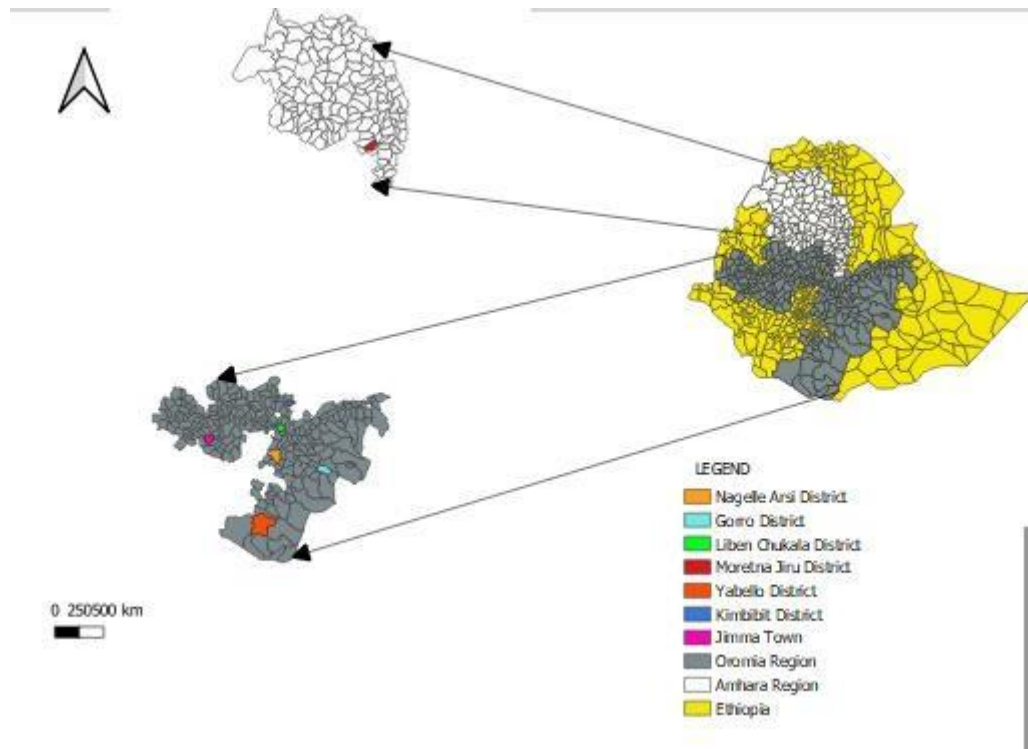 LEGEND
Nagelle Arsi District
Gorro District
Liben Chukala District
Moretna Jiru District
Yabello District
Kimbibit District
Jimma Town
Oromia Region
Amhara Region
Ethiopia
0 250500 km